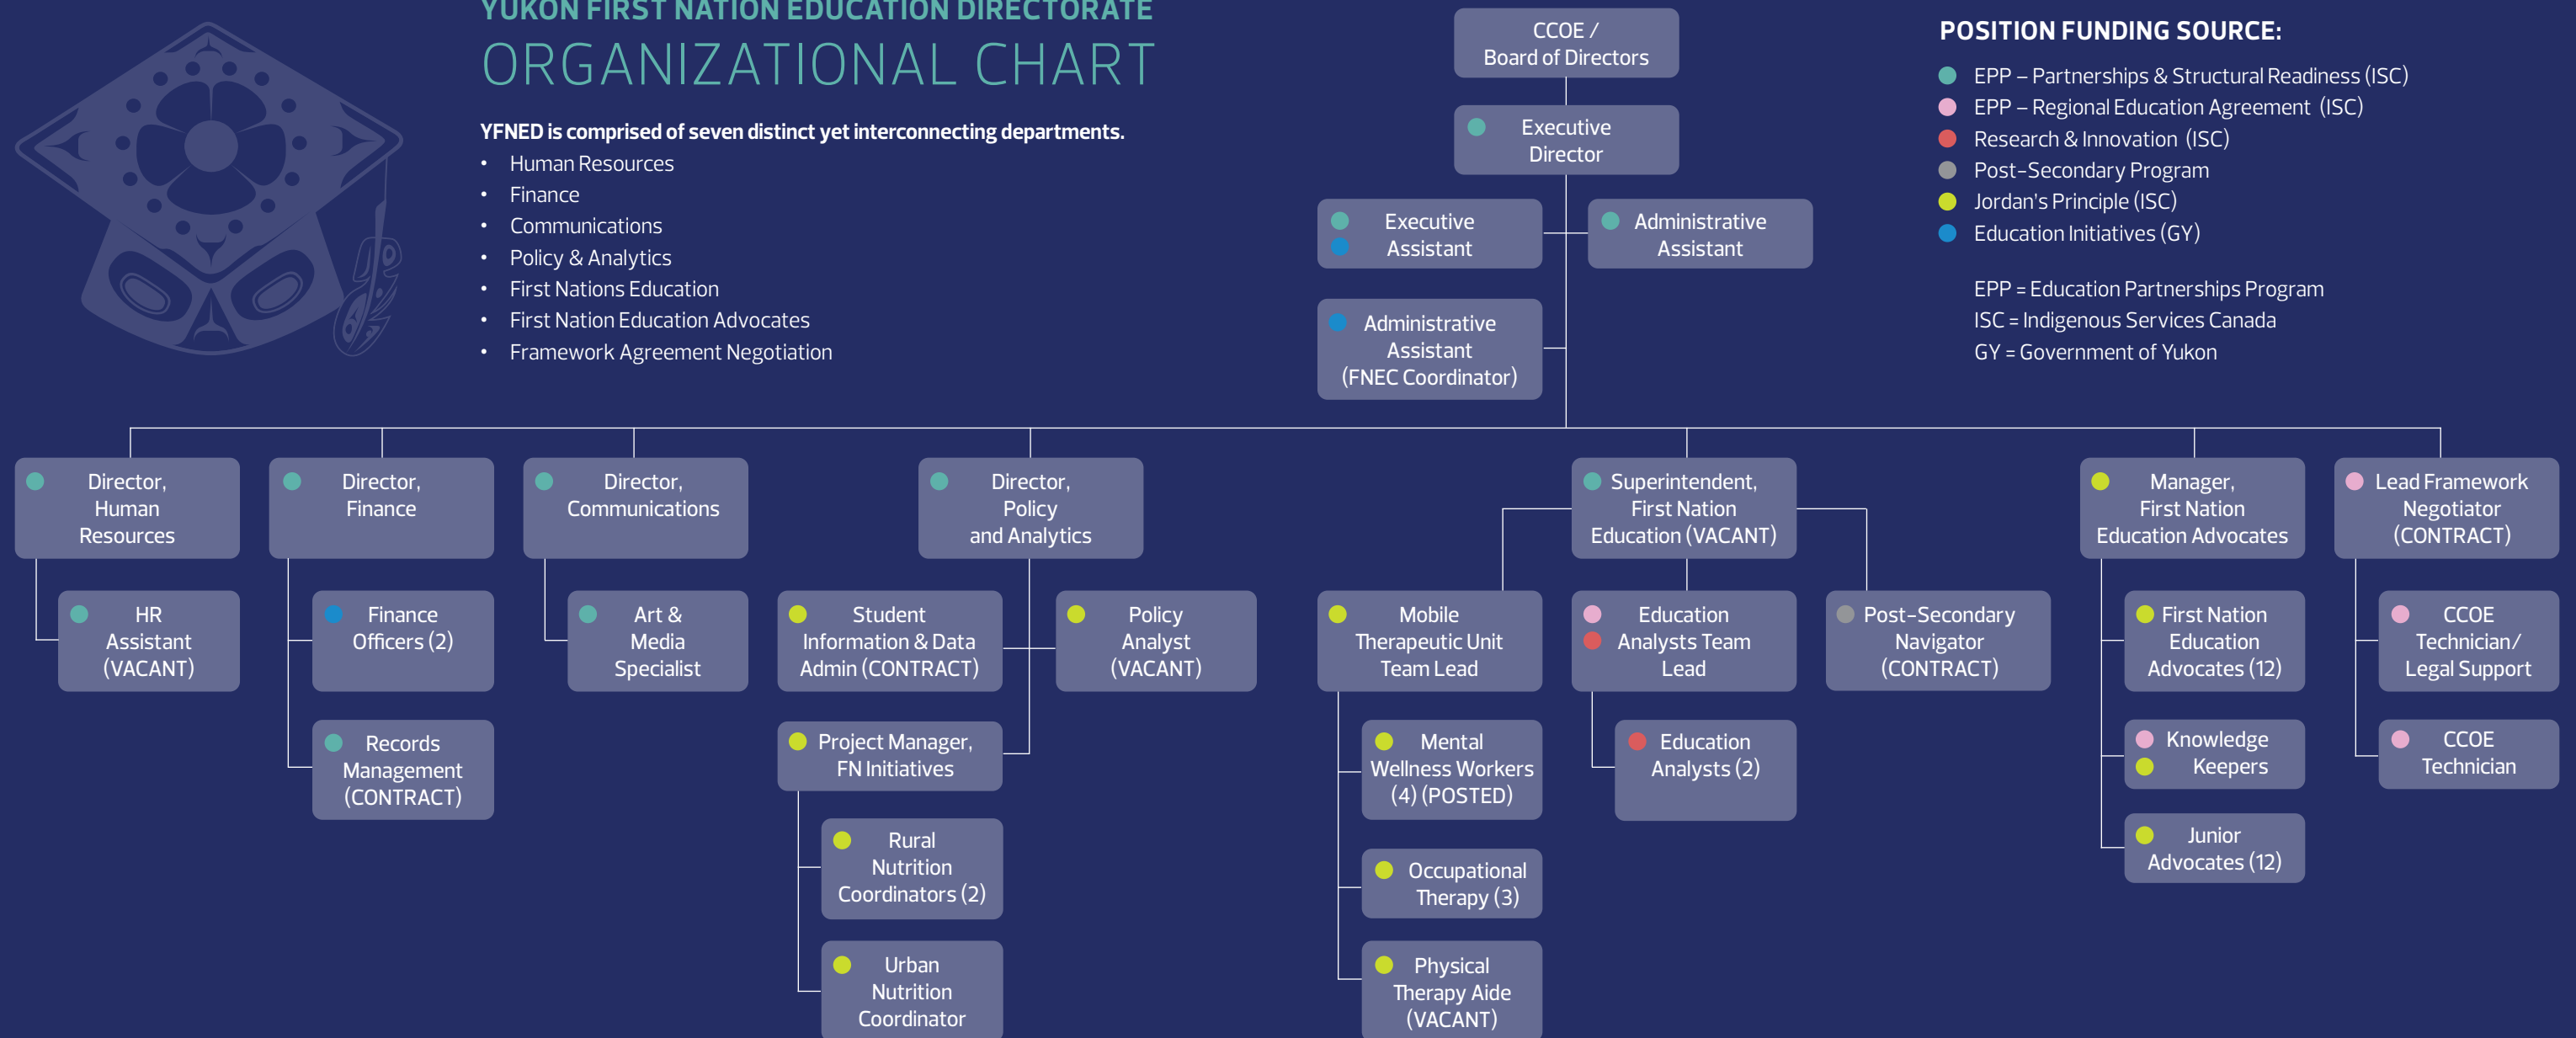 YUKON FIRST NATION EDUCATION DIRECTORATE
ORGANIZATIONAL CHART
YFNED is comprised of seven distinct yet interconnecting departments.
• Human Resources
• Finance
• Communications
• Policy & Analytics
• First Nations Education
• First Nation Education Advocates
• Framework Agreement Negotiation
CCOE /
Board of Directors
Executive
Director
Executive
Assistant
Administrative
Assistant
Administrative
Assistant
(FNEC Coordinator)
POSITION FUNDING SOURCE:
EPP – Partnerships & Structural Readiness (ISC)
EPP – Regional Education Agreement (ISC)
Research & Innovation (ISC)
Post-Secondary Program
Jordan's Principle (ISC)
Education Initiatives (GY)
EPP = Education Partnerships Program
ISC = Indigenous Services Canada
GY = Government of Yukon
Director,
Human
Resources
HR
Assistant
(VACANT)
Director,
Finance
Finance
Officers (2)
Records
Management
(CONTRACT)
Director,
Communications
Art &
Media
Specialist
Director,
Policy
and Analytics
Student
Information & Data
Admin (CONTRACT)
Policy
Analyst
(VACANT)
Project Manager,
FN Initiatives
Rural
Nutrition
Coordinators (2)
Urban
Nutrition
Coordinator
Superintendent,
First Nation
Education (VACANT)
Mobile
Therapeutic Unit
Team Lead
Mental
Wellness Workers
(4) (POSTED)
Occupational
Therapy (3)
Physical
Therapy Aide
(VACANT)
Education
Analysts Team
Lead
Education
Analysts (2)
Post-Secondary
Navigator
(CONTRACT)
Manager,
First Nation
Education Advocates
First Nation
Education
Advocates (12)
Knowledge
Keepers
Junior
Advocates (12)
Lead Framework
Negotiator
(CONTRACT)
CCOE
Technician/
Legal Support
CCOE
Technician